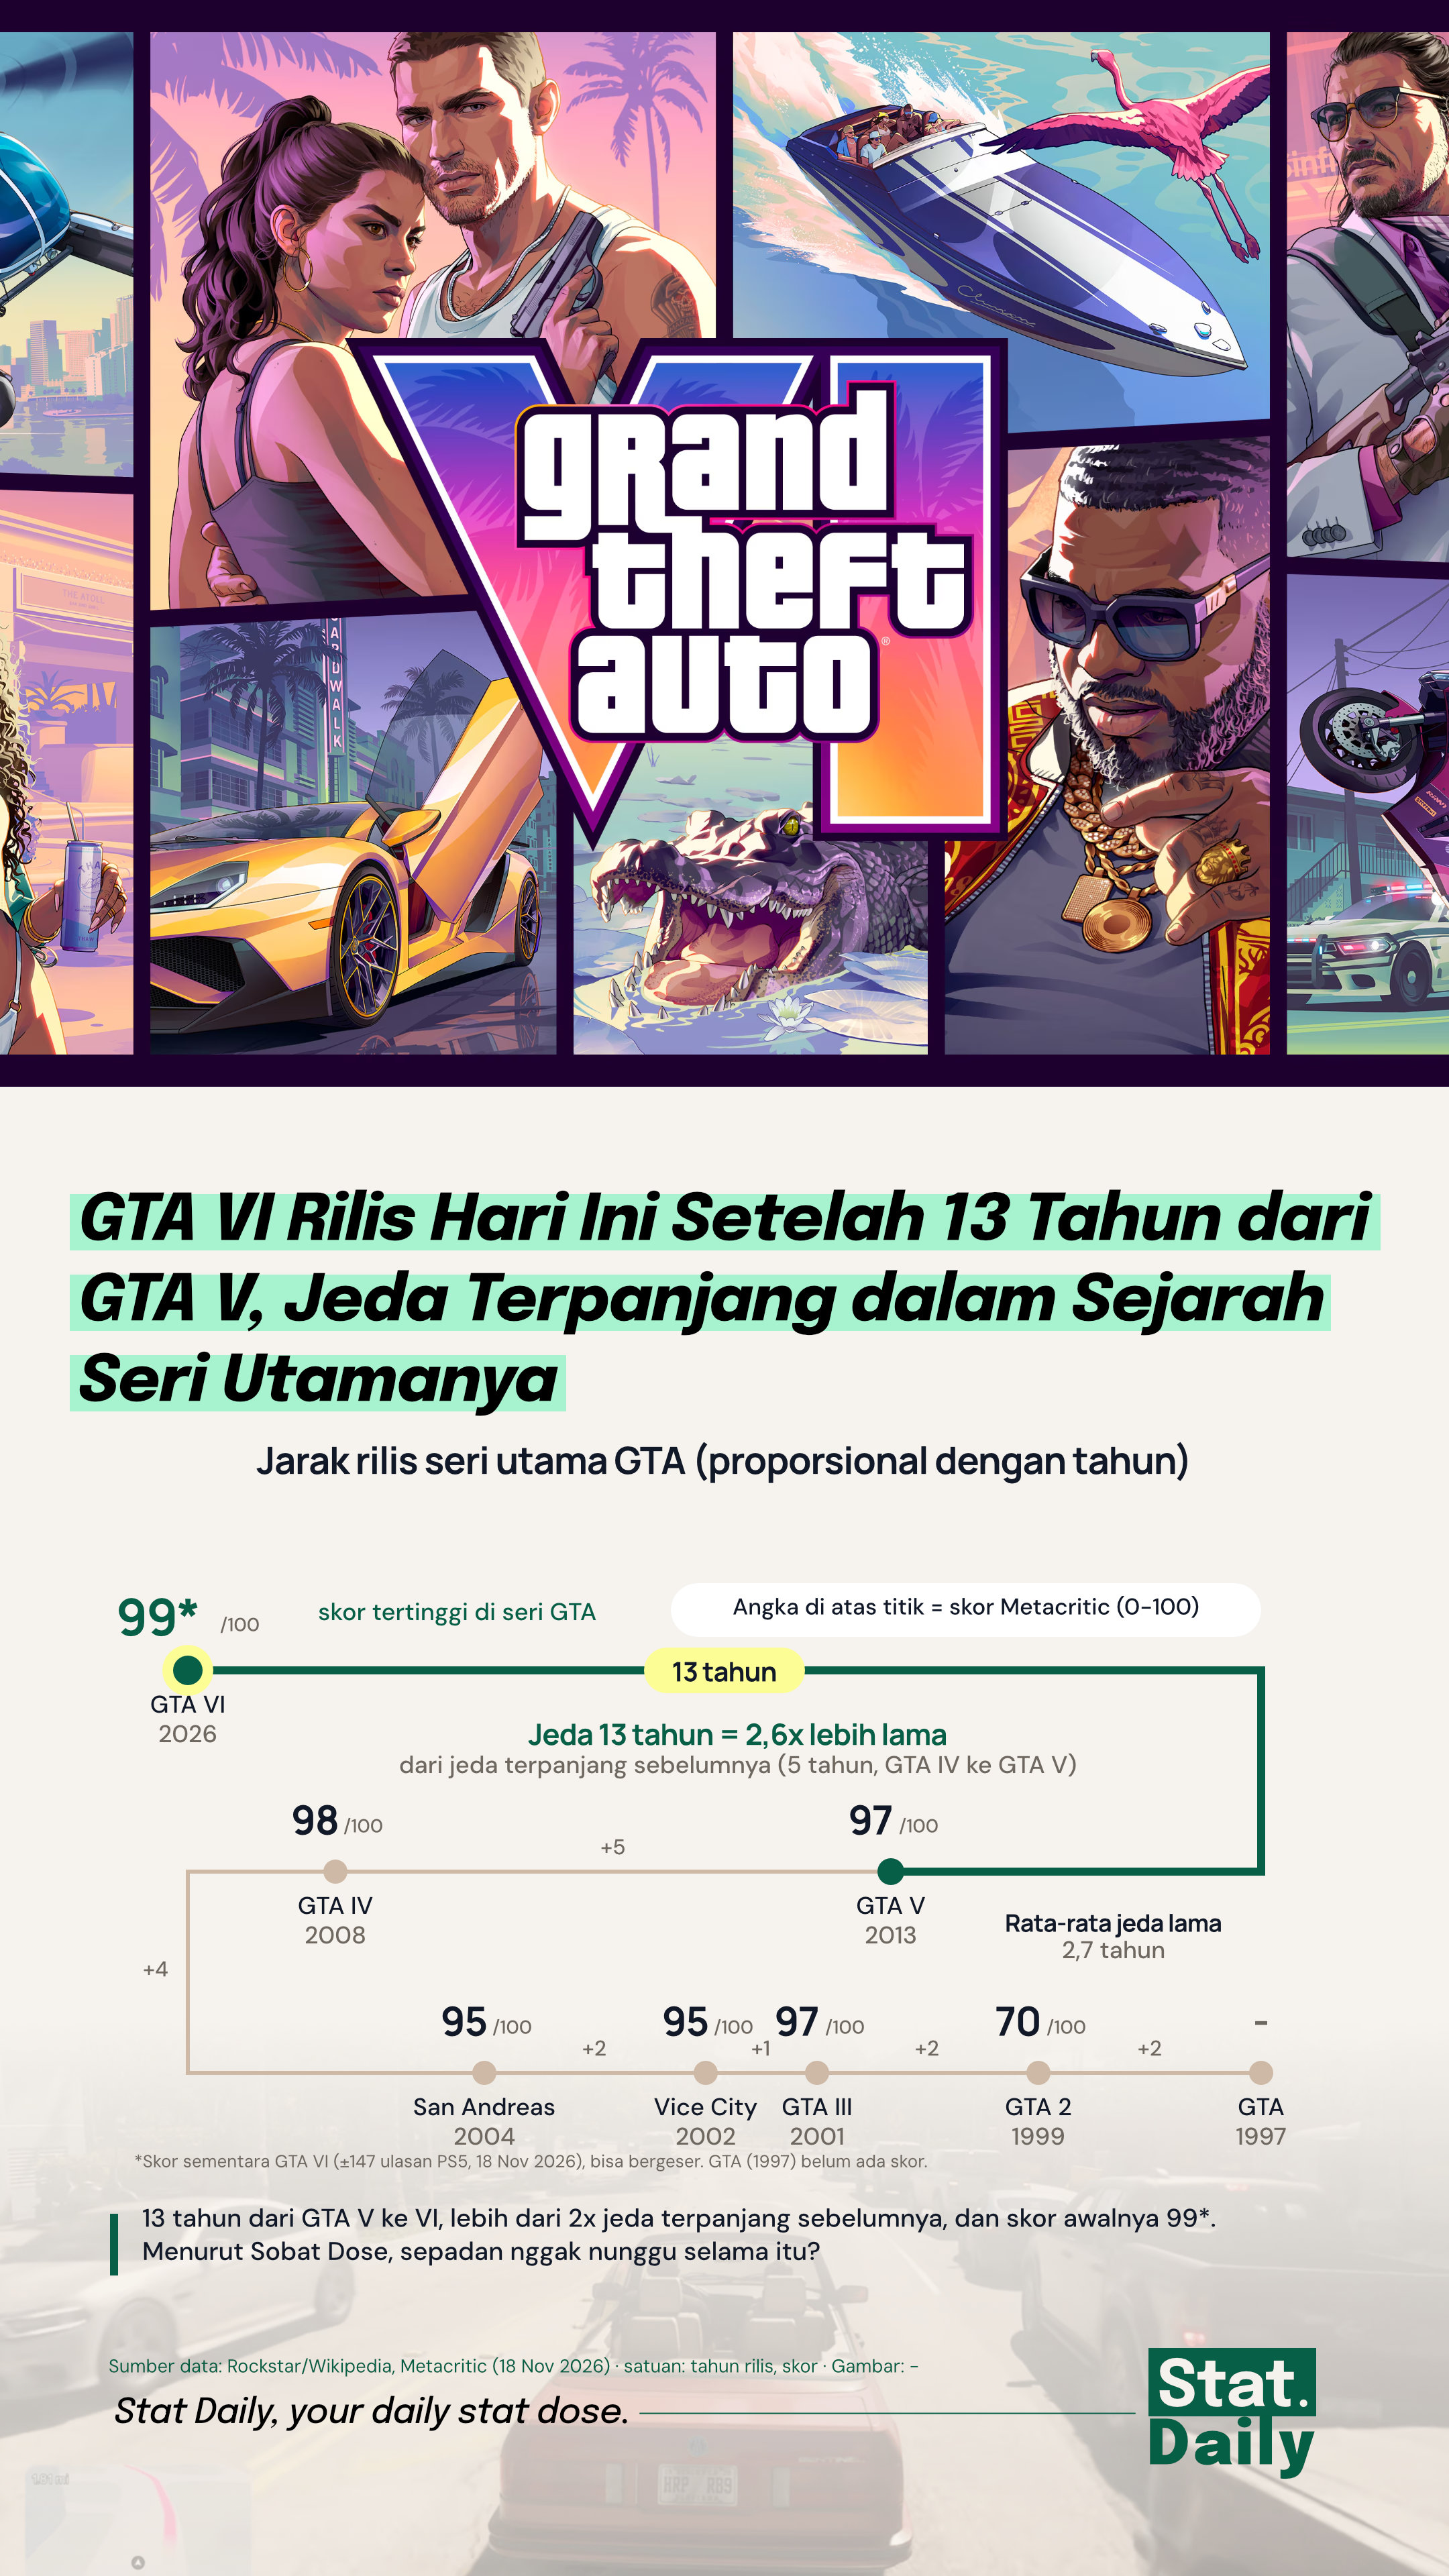 THE ATOLL
BOARDWALK
Grand
Theft
Auto®
VI
GTA VI Rilis Hari Ini Setelah 13 Tahun dari
GTA V, Jeda Terpanjang dalam Sejarah
Seri Utamanya
Jarak rilis seri utama GTA (proporsional dengan tahun)
99* /100 skor tertinggi di seri GTA
Angka di atas titik = skor Metacritic (0-100)
13 tahun
GTA VI
2026
Jeda 13 tahun = 2,6x lebih lama
dari jeda terpanjang sebelumnya (5 tahun, GTA IV ke GTA V)
98 /100
+5
97 /100
GTA IV
2008
GTA V
2013
Rata-rata jeda lama
2,7 tahun
+4
95 /100
+2
95 /100
+1
97 /100
+2
70 /100
+2
-
San Andreas
2004
Vice City
2002
GTA III
2001
GTA 2
1999
GTA
1997
*Skor sementara GTA VI (±147 ulasan PS5, 18 Nov 2026), bisa bergeser. GTA (1997) belum ada skor.
13 tahun dari GTA V ke VI, lebih dari 2x jeda terpanjang sebelumnya, dan skor awalnya 99*.
Menurut Sobat Dose, sepadan nggak nunggu selama itu?
Sumber data: Rockstar/Wikipedia, Metacritic (18 Nov 2026) · satuan: tahun rilis, skor · Gambar: -
Stat Daily, your daily stat dose.
Stat.
Daily